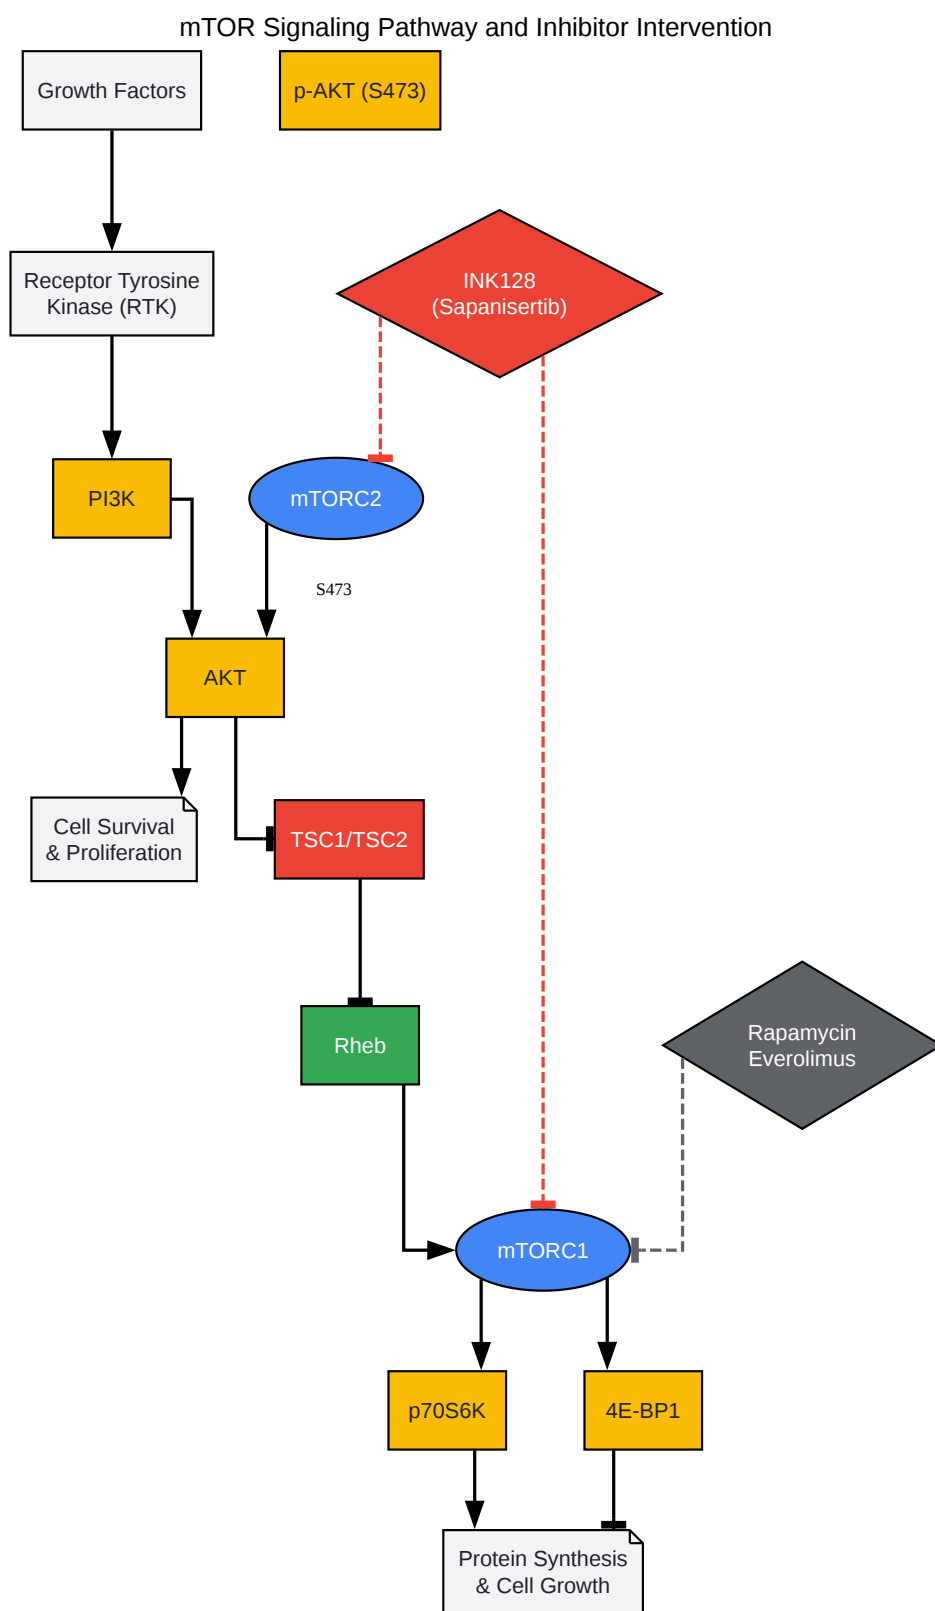 mTOR Signaling Pathway and Inhibitor Intervention
Growth Factors
p-AKT (S473)
Receptor Tyrosine
Kinase (RTK)
INK128
(Sapanisertib)
PI3K
mTORC2
S473
AKT
Cell Survival
& Proliferation
TSC1/TSC2
Rheb
Rapamycin
Everolimus
mTORC1
p70S6K
4E-BP1
Protein Synthesis
& Cell Growth